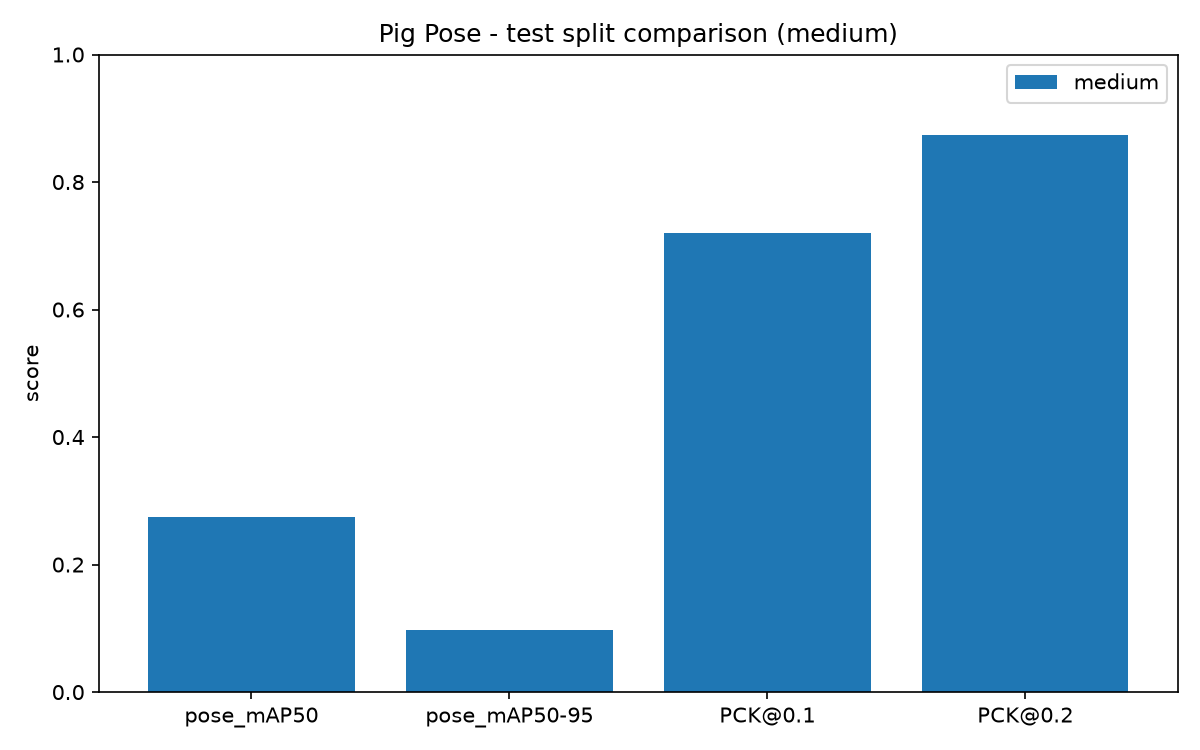 Pig Pose - test split comparison (medium)
medium
1.0
0.8
0.6
0.4
0.2
0.0
score
pose_mAP50
pose_mAP50-95
PCK@0.1
PCK@0.2